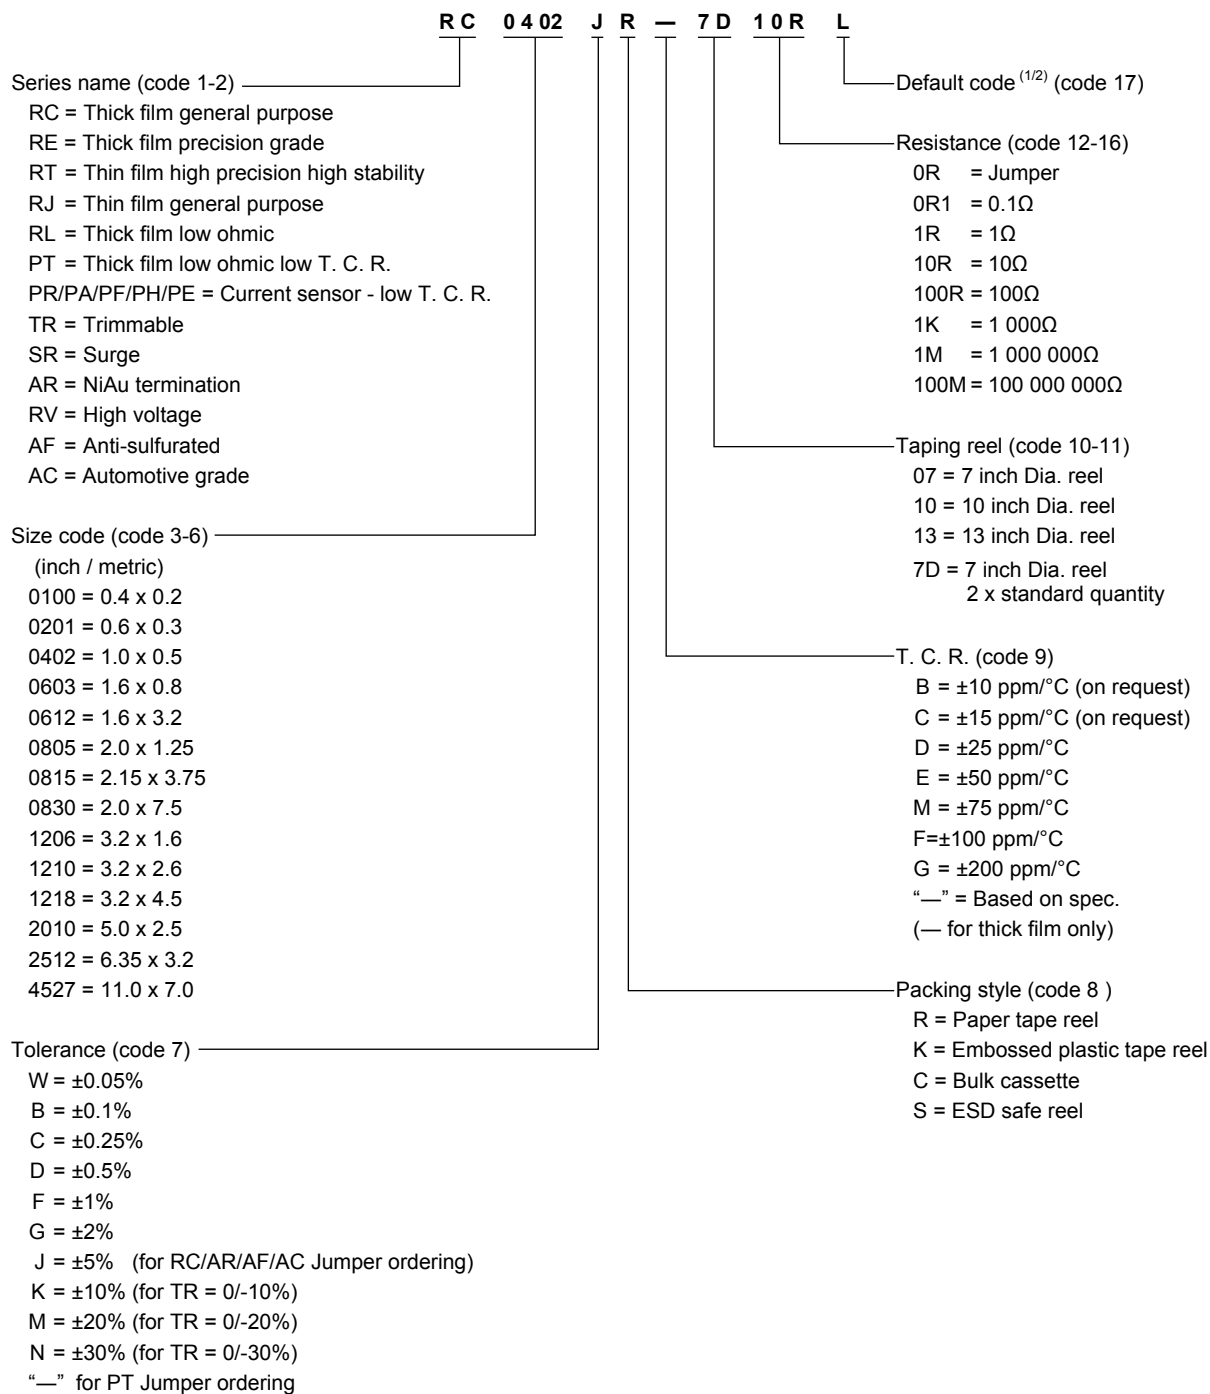 RC 0402 J R — 7D 10R L
Series name (code 1-2)
RC = Thick film general purpose
RE = Thick film precision grade
RT = Thin film high precision high stability
RJ = Thin film general purpose
RL = Thick film low ohmic
PT = Thick film low ohmic low T. C. R.
PR/PA/PF/PH/PE = Current sensor - low T. C. R.
TR = Trimmable
SR = Surge
AR = NiAu termination
RV = High voltage
AF = Anti-sulfurated
AC = Automotive grade
Size code (code 3-6)
(inch / metric)
0100 = 0.4 x 0.2
0201 = 0.6 x 0.3
0402 = 1.0 x 0.5
0603 = 1.6 x 0.8
0612 = 1.6 x 3.2
0805 = 2.0 x 1.25
0815 = 2.15 x 3.75
0830 = 2.0 x 7.5
1206 = 3.2 x 1.6
1210 = 3.2 x 2.6
1218 = 3.2 x 4.5
2010 = 5.0 x 2.5
2512 = 6.35 x 3.2
4527 = 11.0 x 7.0
Tolerance (code 7)
W = ±0.05%
B = ±0.1%
C = ±0.25%
D = ±0.5%
F = ±1%
G = ±2%
J = ±5% (for RC/AR/AF/AC Jumper ordering)
K = ±10% (for TR = 0/-10%)
M = ±20% (for TR = 0/-20%)
N = ±30% (for TR = 0/-30%)
“—” for PT Jumper ordering
Default code (1/2) (code 17)
Resistance (code 12-16)
0R = Jumper
0R1 = 0.1Ω
1R = 1Ω
10R = 10Ω
100R = 100Ω
1K = 1 000Ω
1M = 1 000 000Ω
100M = 100 000 000Ω
Taping reel (code 10-11)
07 = 7 inch Dia. reel
10 = 10 inch Dia. reel
13 = 13 inch Dia. reel
7D = 7 inch Dia. reel
2 x standard quantity
T. C. R. (code 9)
B = ±10 ppm/°C (on request)
C = ±15 ppm/°C (on request)
D = ±25 ppm/°C
E = ±50 ppm/°C
M = ±75 ppm/°C
F=±100 ppm/°C
G = ±200 ppm/°C
“—” = Based on spec.
(— for thick film only)
Packing style (code 8 )
R = Paper tape reel
K = Embossed plastic tape reel
C = Bulk cassette
S = ESD safe reel